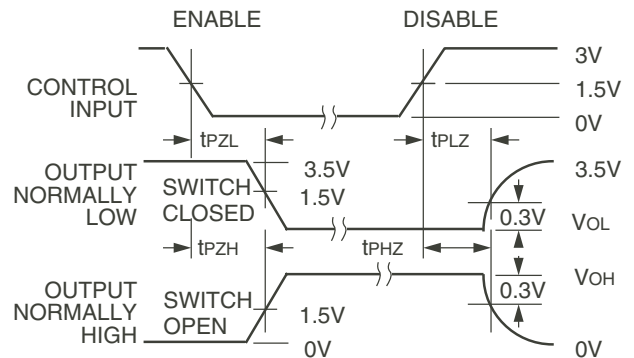 ENABLE DISABLE
3V
CONTROL
INPUT
1.5V
0V
tPZL tPLZ
OUTPUT
NORMALLY
LOW
SWITCH
CLOSED
3.5V
1.5V
3.5V
0.3V
VOL
tPZH tPHZ
VOH
0.3V
OUTPUT
NORMALLY
HIGH
SWITCH
OPEN
1.5V
0V
0V